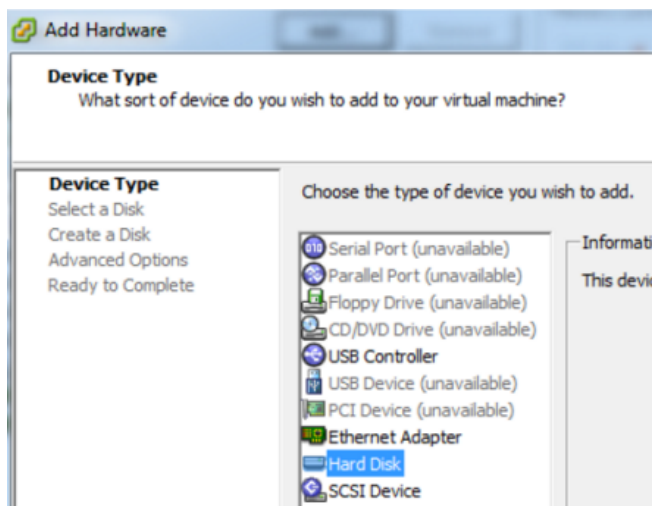 Add Hardware
Device Type
What sort of device do you wish to add to your virtual machine?
Device Type
Select a Disk
Create a Disk
Advanced Options
Ready to Complete
Choose the type of device you wish to add.
Serial Port (unavailable)
Parallel Port (unavailable)
Floppy Drive (unavailable)
CD/DVD Drive (unavailable)
USB Controller
USB Device (unavailable)
PCI Device (unavailable)
Ethernet Adapter
Hard Disk
SCSI Device
Informati
This devi